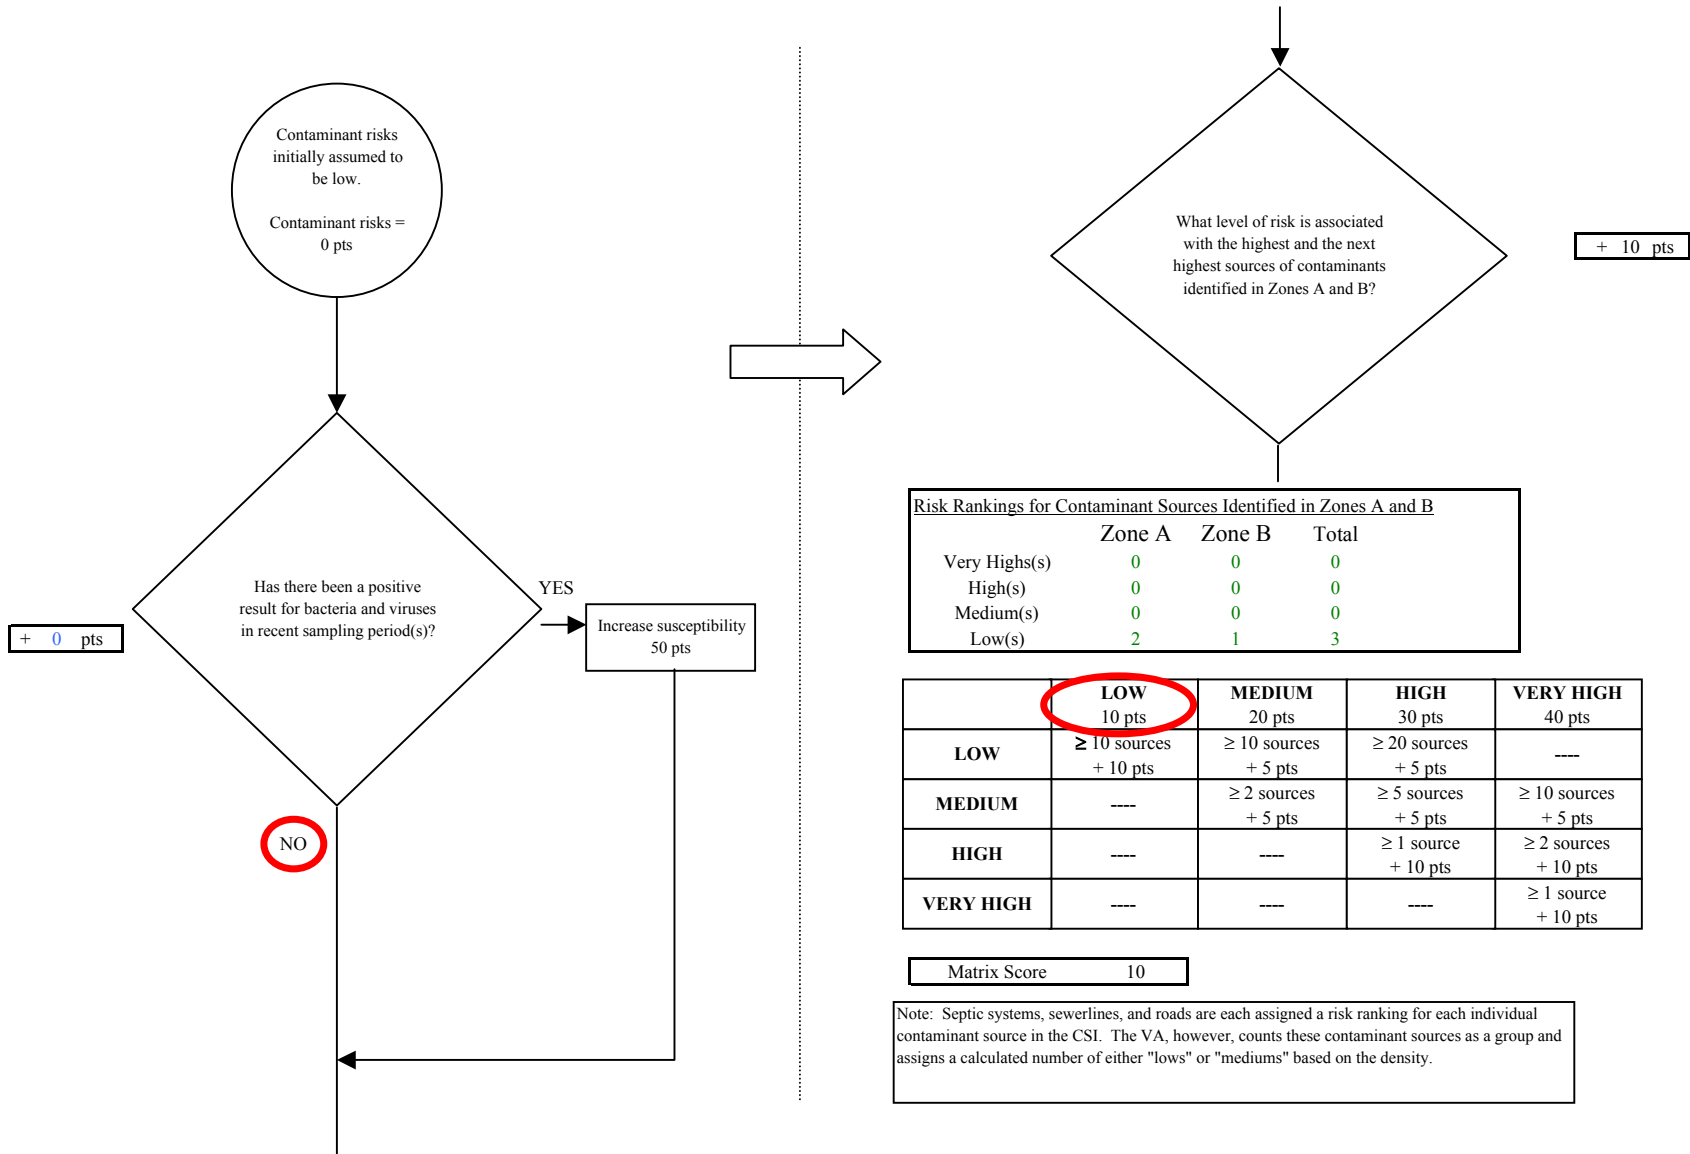 Contaminant risks
initially assumed to
be low.
Contaminant risks =
0 pts
Has there been a positive
result for bacteria and viruses
in recent sampling period(s)?
YES
Increase susceptibility
50 pts
+ 0 pts
NO
What level of risk is associated
with the highest and the next
highest sources of contaminants
identified in Zones A and B?
+ 10 pts
Risk Rankings for Contaminant Sources Identified in Zones A and B
Zone A Zone B Total
Very Highs(s) 0 0 0
High(s) 0 0 0
Medium(s) 0 0 0
Low(s) 2 1 3
LOW MEDIUM HIGH VERY HIGH
10 pts 20 pts 30 pts 40 pts
LOW ≥ 10 sources ≥ 10 sources ≥ 20 sources ----
+ 10 pts + 5 pts + 5 pts
MEDIUM ---- ≥ 2 sources ≥ 5 sources ≥ 10 sources
+ 5 pts + 5 pts + 5 pts
HIGH ---- ---- ≥ 1 source ≥ 2 sources
+ 10 pts + 10 pts
VERY HIGH ---- ---- ---- ≥ 1 source
+ 10 pts
Matrix Score 10
Note: Septic systems, sewerlines, and roads are each assigned a risk ranking for each individual
contaminant source in the CSI. The VA, however, counts these contaminant sources as a group and
assigns a calculated number of either "lows" or "mediums" based on the density.